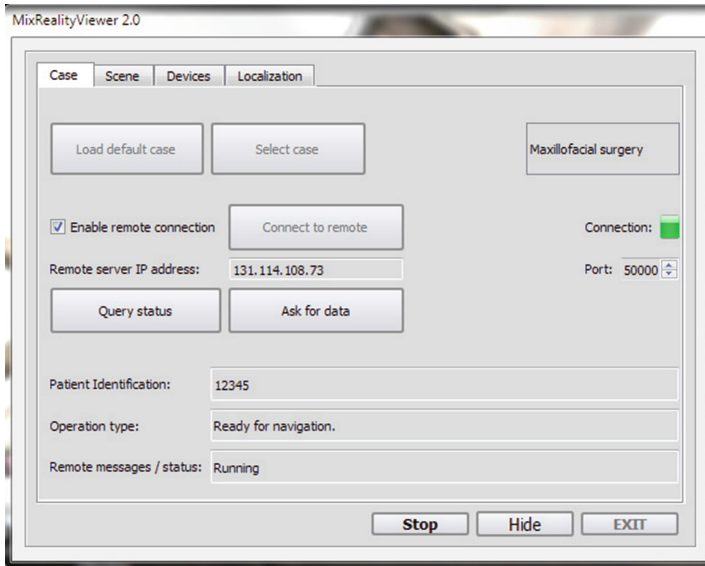 MixRealityViewer 2.0
Case Scene Devices Localization
Load default case Select case Maxillofacial surgery
Enable remote connection Connect to remote Connection:
Remote server IP address: 131.114.108.73 Port: 50000
Query status Ask for data
Patient Identification: 12345
Operation type: Ready for navigation.
Remote messages / status: Running
Stop Hide EXIT